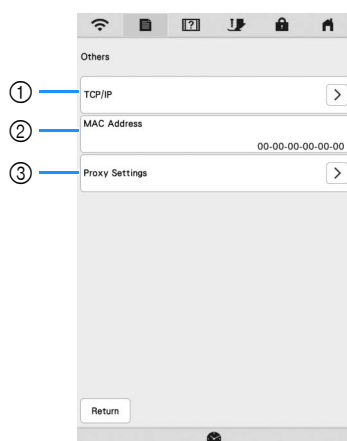 Others
① TCP/IP
② MAC Address
00-00-00-00-00-00
③ Proxy Settings
Return